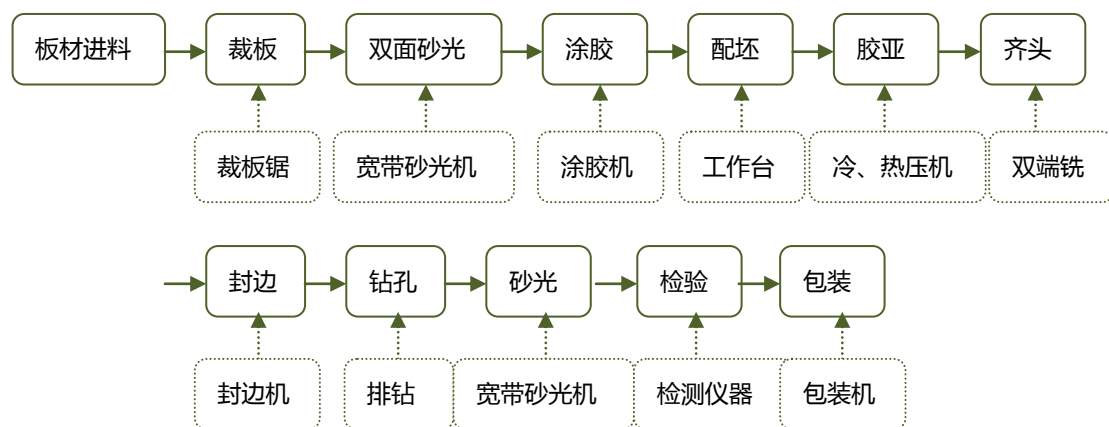 板材进料 裁板 双面砂光 涂胶 配坯 胶亚 齐头
裁板锯 宽带砂光机 涂胶机 工作台 冷、热压机 双端铣
封边 钻孔 砂光 检验 包装
封边机 排钻 宽带砂光机 检测仪器 包装机